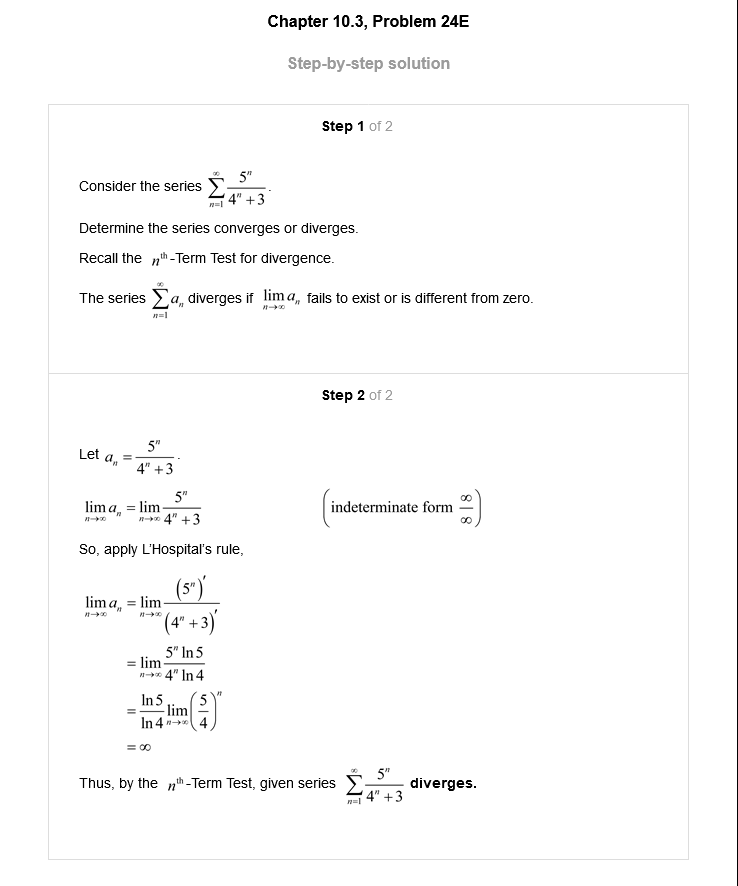 Chapter 10.3, Problem 24E
Step-by-step solution
Step 1 of 2
Consider the series $\sum_{n=1}^{\infty} \frac{5^n}{4^n+3}$.
Determine the series converges or diverges.
Recall the $n^{\text{th}}$-Term Test for divergence.
The series $\sum_{n=1}^{\infty} a_n$ diverges if $\lim_{n\to\infty} a_n$ fails to exist or is different from zero.
Step 2 of 2
Let $a_n = \frac{5^n}{4^n+3}$.
$\lim_{n\to\infty} a_n = \lim_{n\to\infty} \frac{5^n}{4^n+3}$ $\left(\text{indeterminate form } \frac{\infty}{\infty}\right)$
So, apply L'Hospital's rule,
$\lim_{n\to\infty} a_n = \lim_{n\to\infty} \frac{(5^n)'}{(4^n+3)'}$
$= \lim_{n\to\infty} \frac{5^n \ln 5}{4^n \ln 4}$
$= \frac{\ln 5}{\ln 4} \lim_{n\to\infty} \left(\frac{5}{4}\right)^n$
$= \infty$
Thus, by the $n^{\text{th}}$-Term Test, given series $\sum_{n=1}^{\infty} \frac{5^n}{4^n+3}$ diverges.